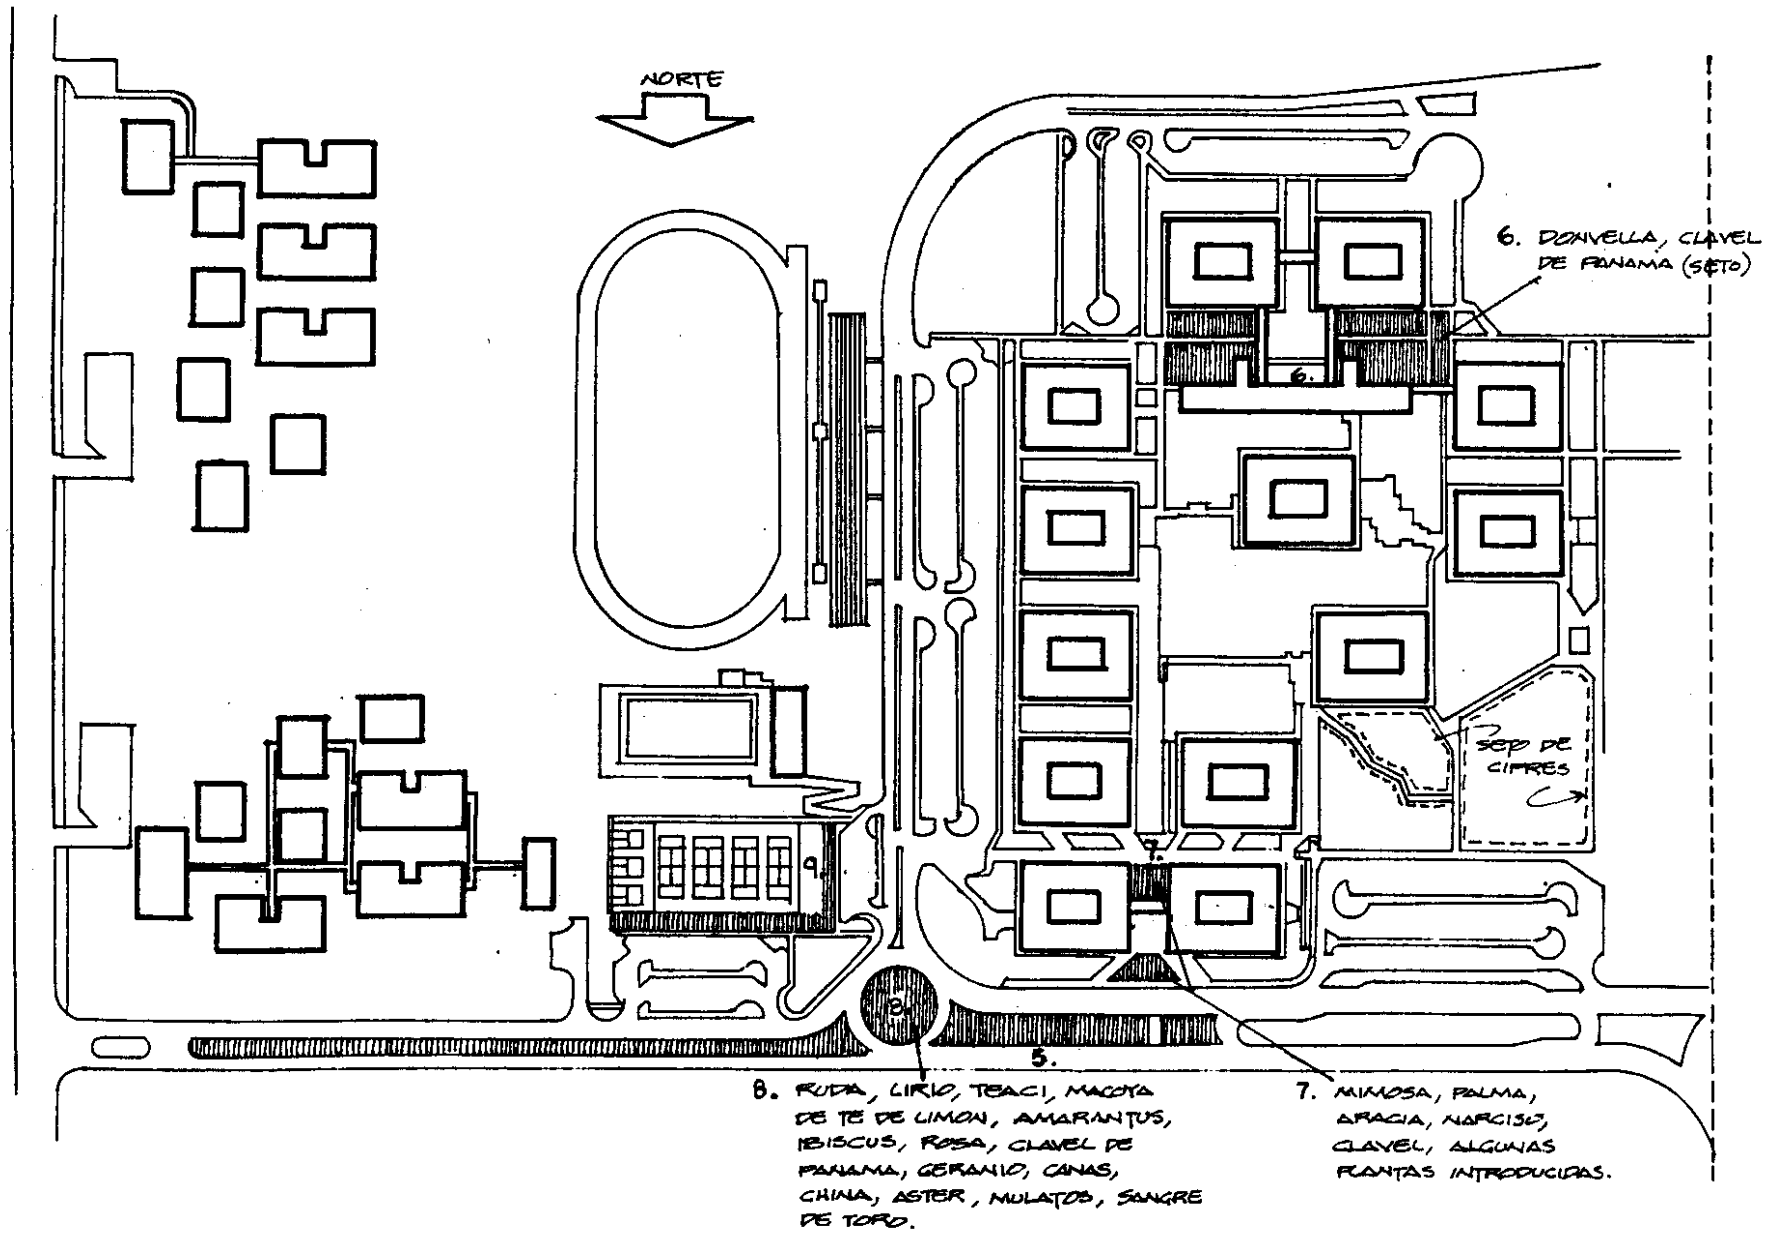 NORTE
6. DONVELLA, CLAVEL
DE PANAMA (SETO)
6.
SETO DE
CIPRES
7.
9.
8.
5.
8. RUDA, LIRIO, TEACI, MACOYA
DE TE DE LIMON, AMARANTUS,
IBISCUS, ROSA, CLAVEL DE
PANAMA, GERANIO, CANAS,
CHINA, ASTER, MULATOS, SANGRE
DE TORO.
7. MIMOSA, PALMA,
ARACIA, NARCISO,
CLAVEL, ALGUNAS
PLANTAS INTRODUCIDAS.